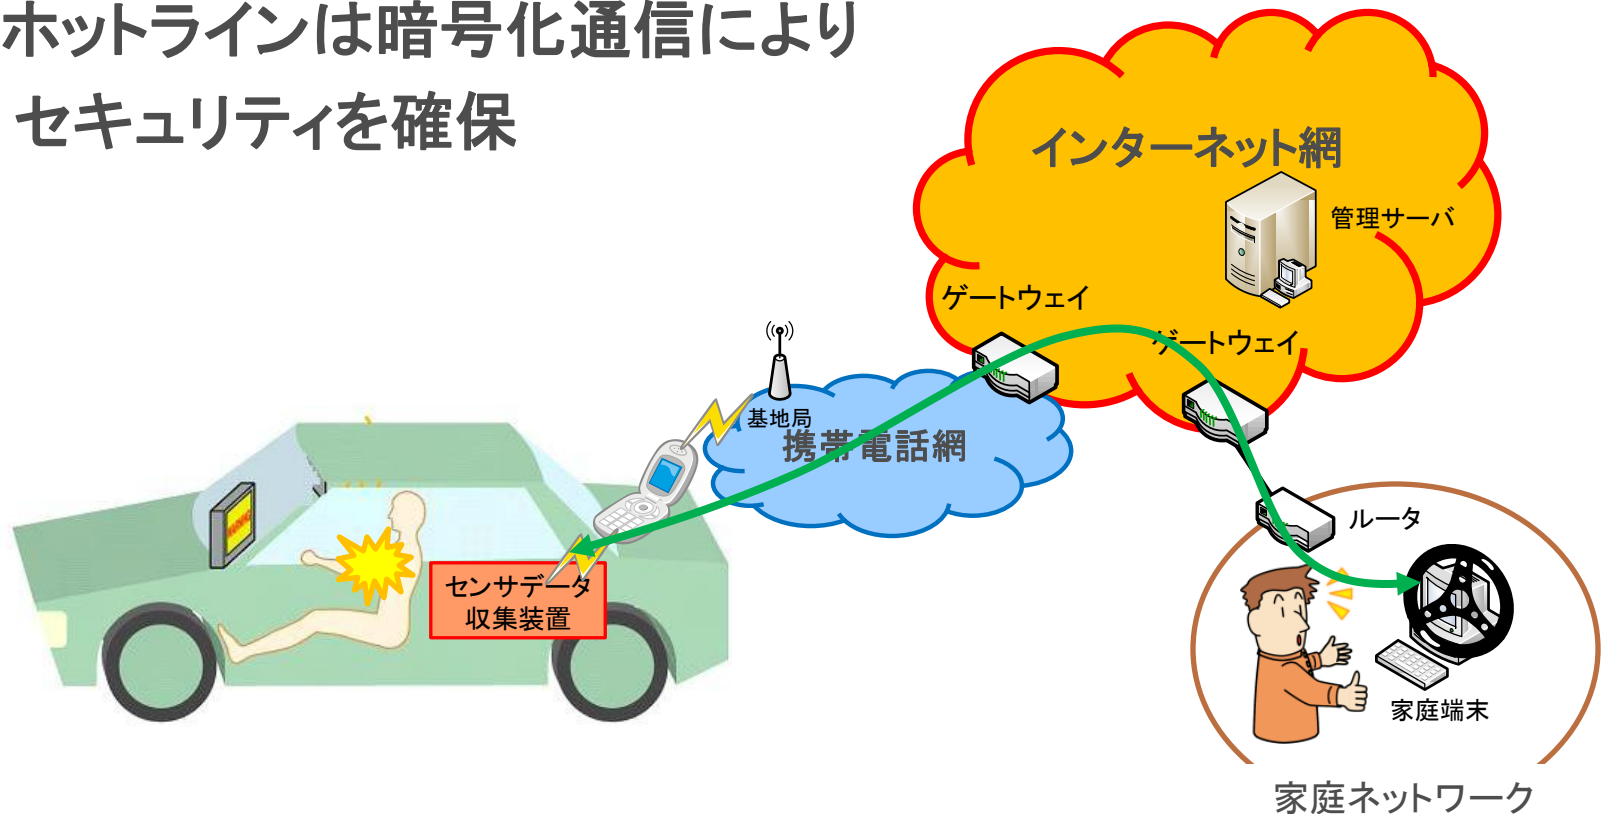 ホットラインは暗号化通信により
セキュリティを確保
インターネット網
管理サーバ
ゲートウェイ
ゲートウェイ
基地局
携帯電話網
センサデータ
収集装置
ルータ
家庭端末
家庭ネットワーク